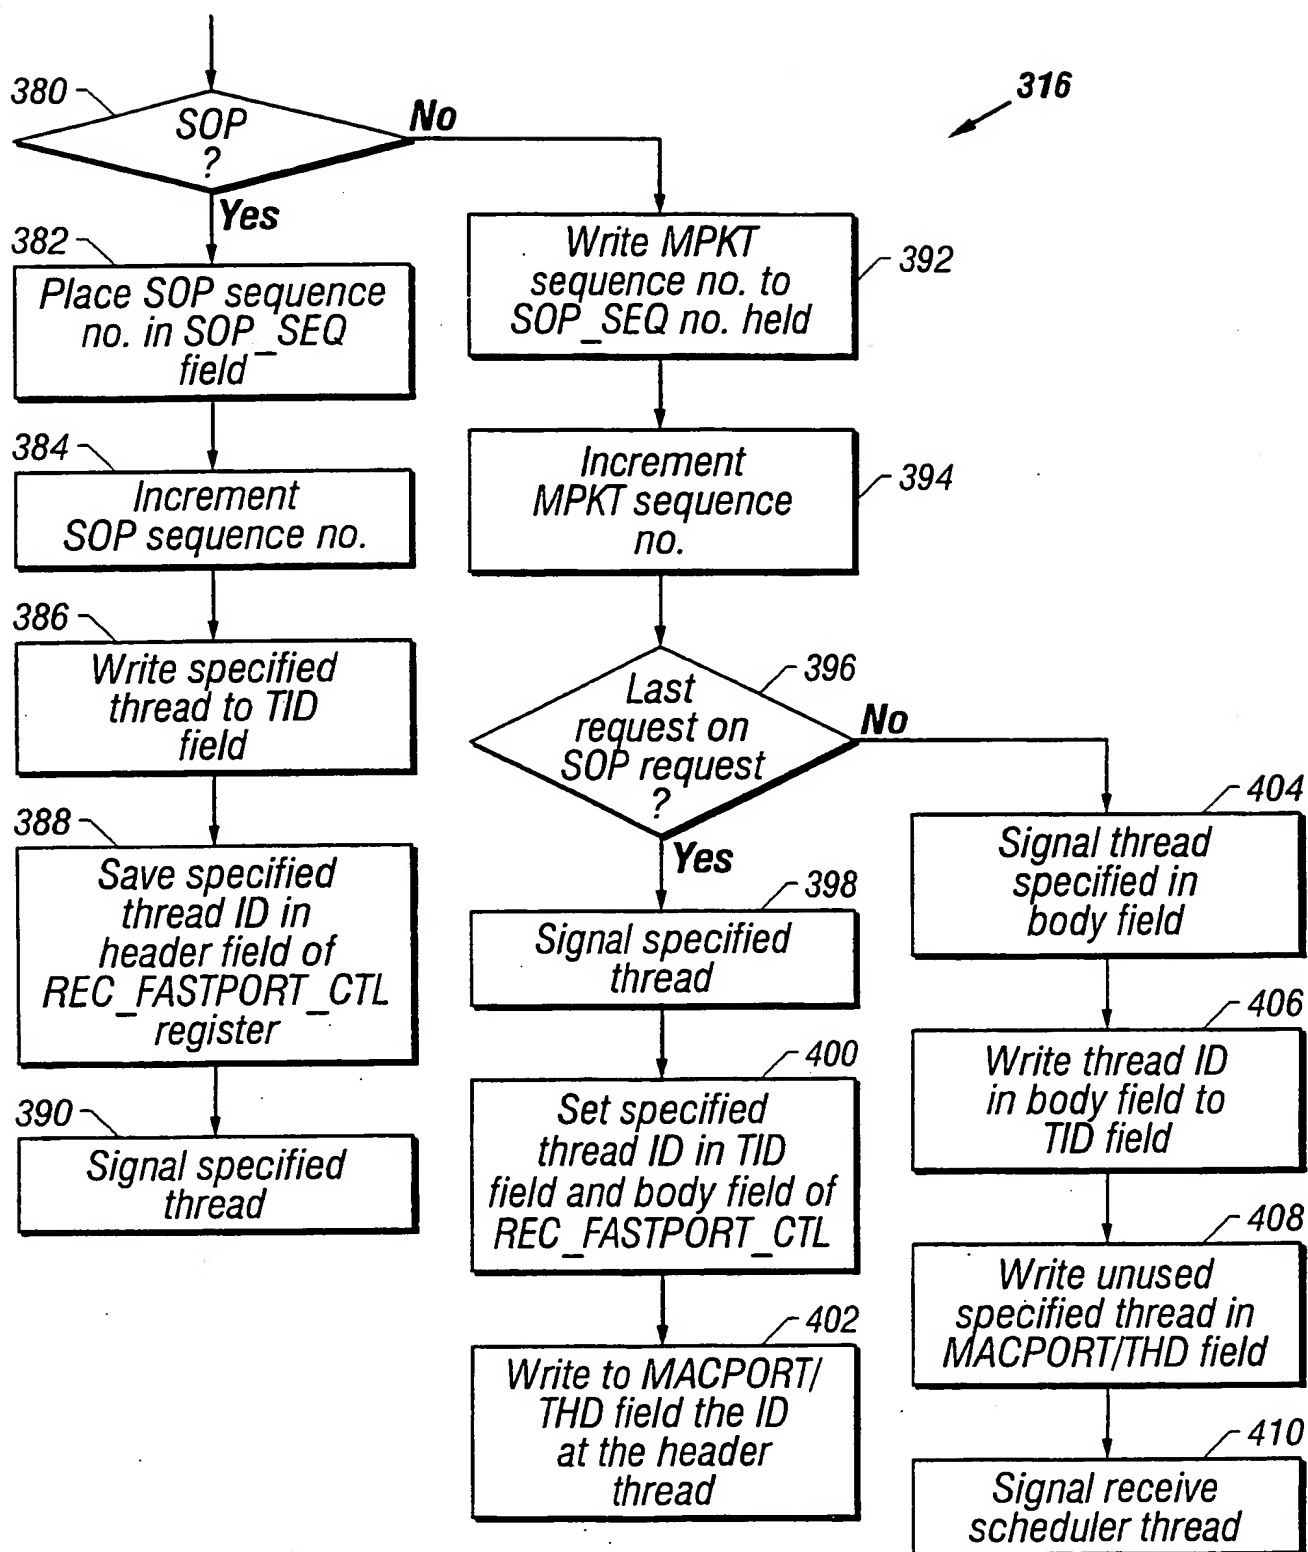 316
380
SOP
?
No
Yes
382
Place SOP sequence
no. in SOP_SEQ
field
384
Increment
SOP sequence no.
386
Write specified
thread to TID
field
388
Save specified
thread ID in
header field of
REC_FASTPORT_CTL
register
390
Signal specified
thread
392
Write MPKT
sequence no. to
SOP_SEQ no. held
394
Increment
MPKT sequence
no.
396
Last
request on
SOP request
?
No
Yes
398
Signal specified
thread
400
Set specified
thread ID in TID
field and body field of
REC_FASTPORT_CTL
402
Write to MACPORT/
THD field the ID
at the header
thread
404
Signal thread
specified in
body field
406
Write thread ID
in body field to
TID field
408
Write unused
specified thread in
MACPORT/THD field
410
Signal receive
scheduler thread